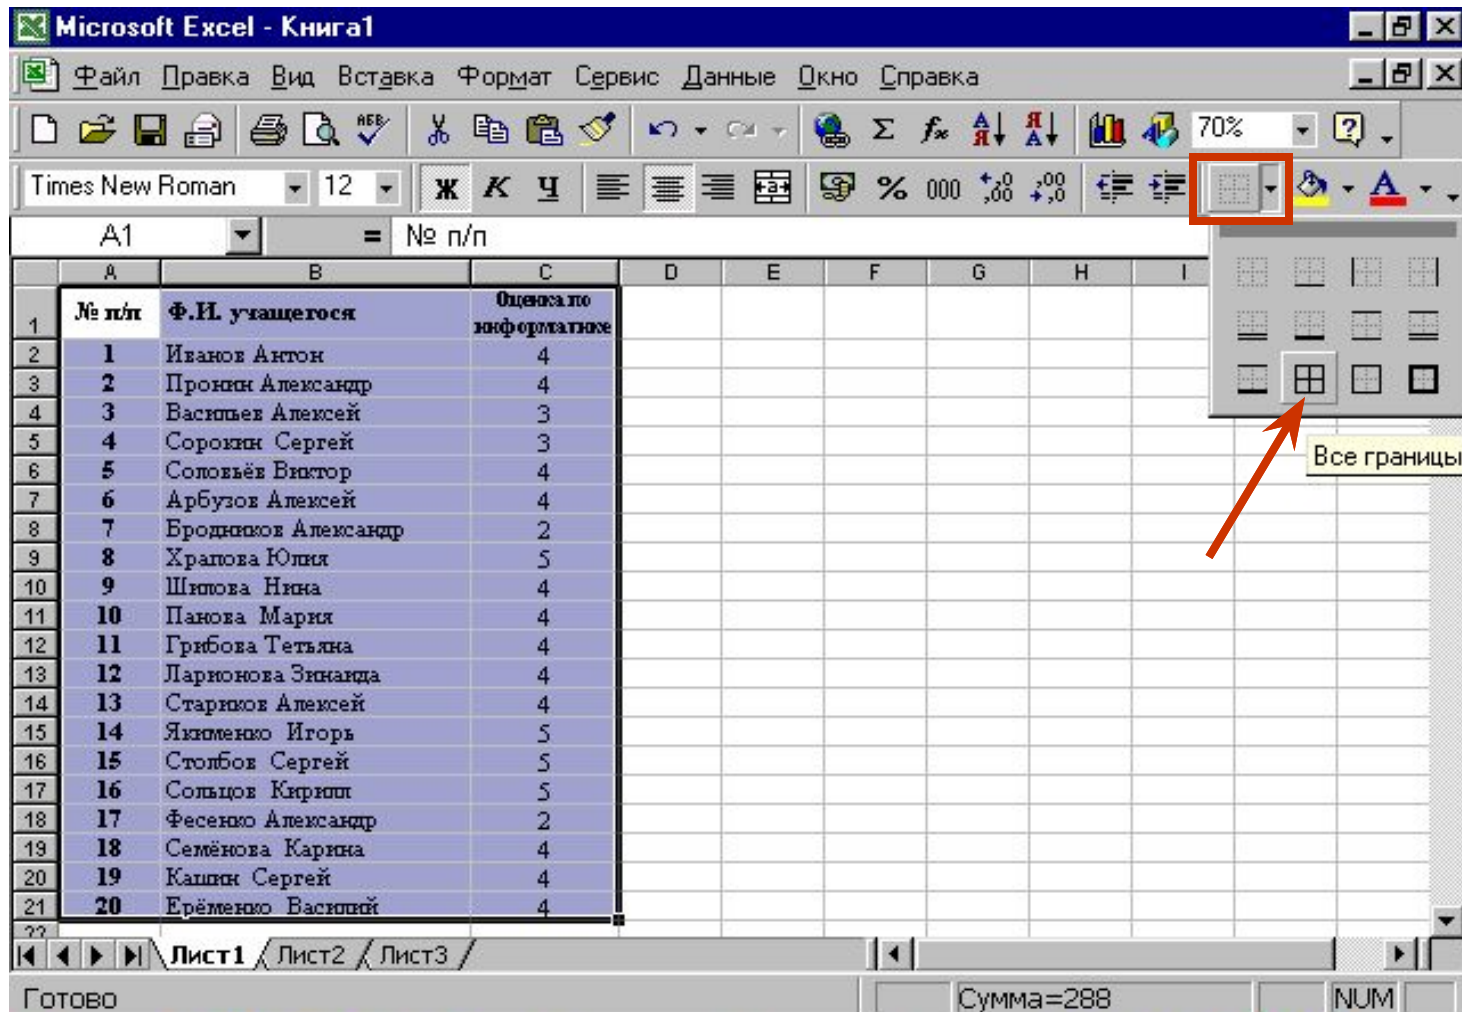 Microsoft Excel - Книга1
Файл Правка Вид Вставка Формат Сервис Данные Окно Справка
70%
Times New Roman 12 Ж К Ч % 000
A1 = № п/п
A B C D E F G H I
1 № п/п Ф.И. учащегося Оценка по
информатике
2 1 Иванов Антон 4
3 2 Пронин Александр 4
4 3 Васильев Алексей 3
5 4 Сорокин Сергей 3
6 5 Соловьёв Виктор 4
7 6 Арбузов Алексей 4
8 7 Бродников Александр 2
9 8 Храпова Юлия 5
10 9 Шилова Нина 4
11 10 Панова Мария 4
12 11 Грибова Тетьяна 4
13 12 Ларионова Зинаида 4
14 13 Стариков Алексей 4
15 14 Якименко Игорь 5
16 15 Столбов Сергей 5
17 16 Сольцов Кирилл 5
18 17 Фесенко Александр 2
19 18 Семёнова Карина 4
20 19 Кашин Сергей 4
21 20 Ерёменко Василий 4
22
Все границы
Лист1 Лист2 Лист3
Готово Сумма=288 NUM